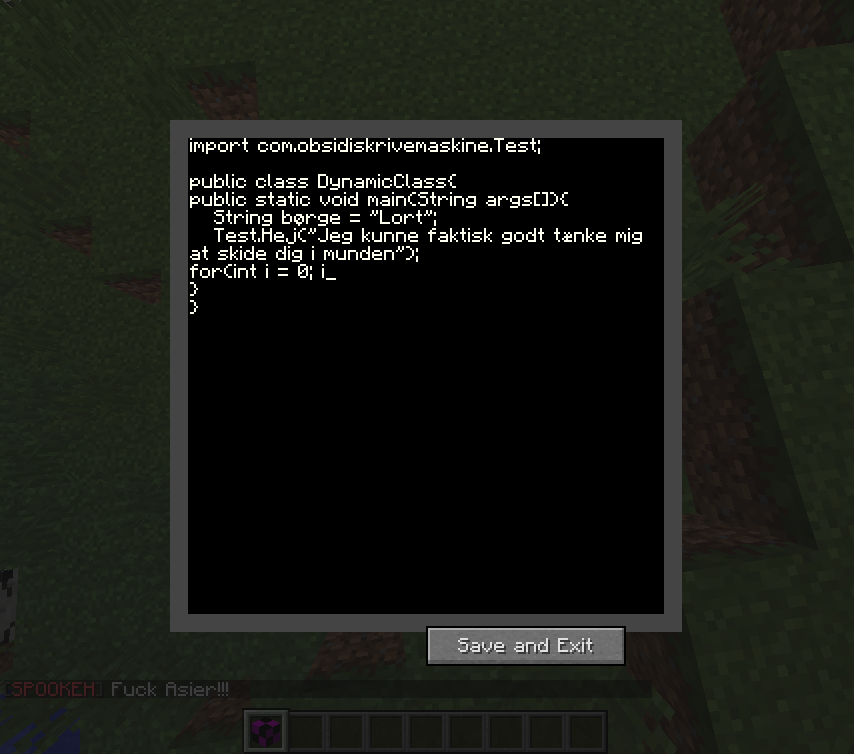 import com.obsidiskrivemaskine.Test;
public class DynamicClass{
public static void main(String args[]){
String børge = "Lort";
Test.Hej("Jeg kunne faktisk godt tænke mig
at skide dig i munden");
for(int i = 0; i_
}
}
Save and Exit
[SPOOKEH] Fuck Asier!!!